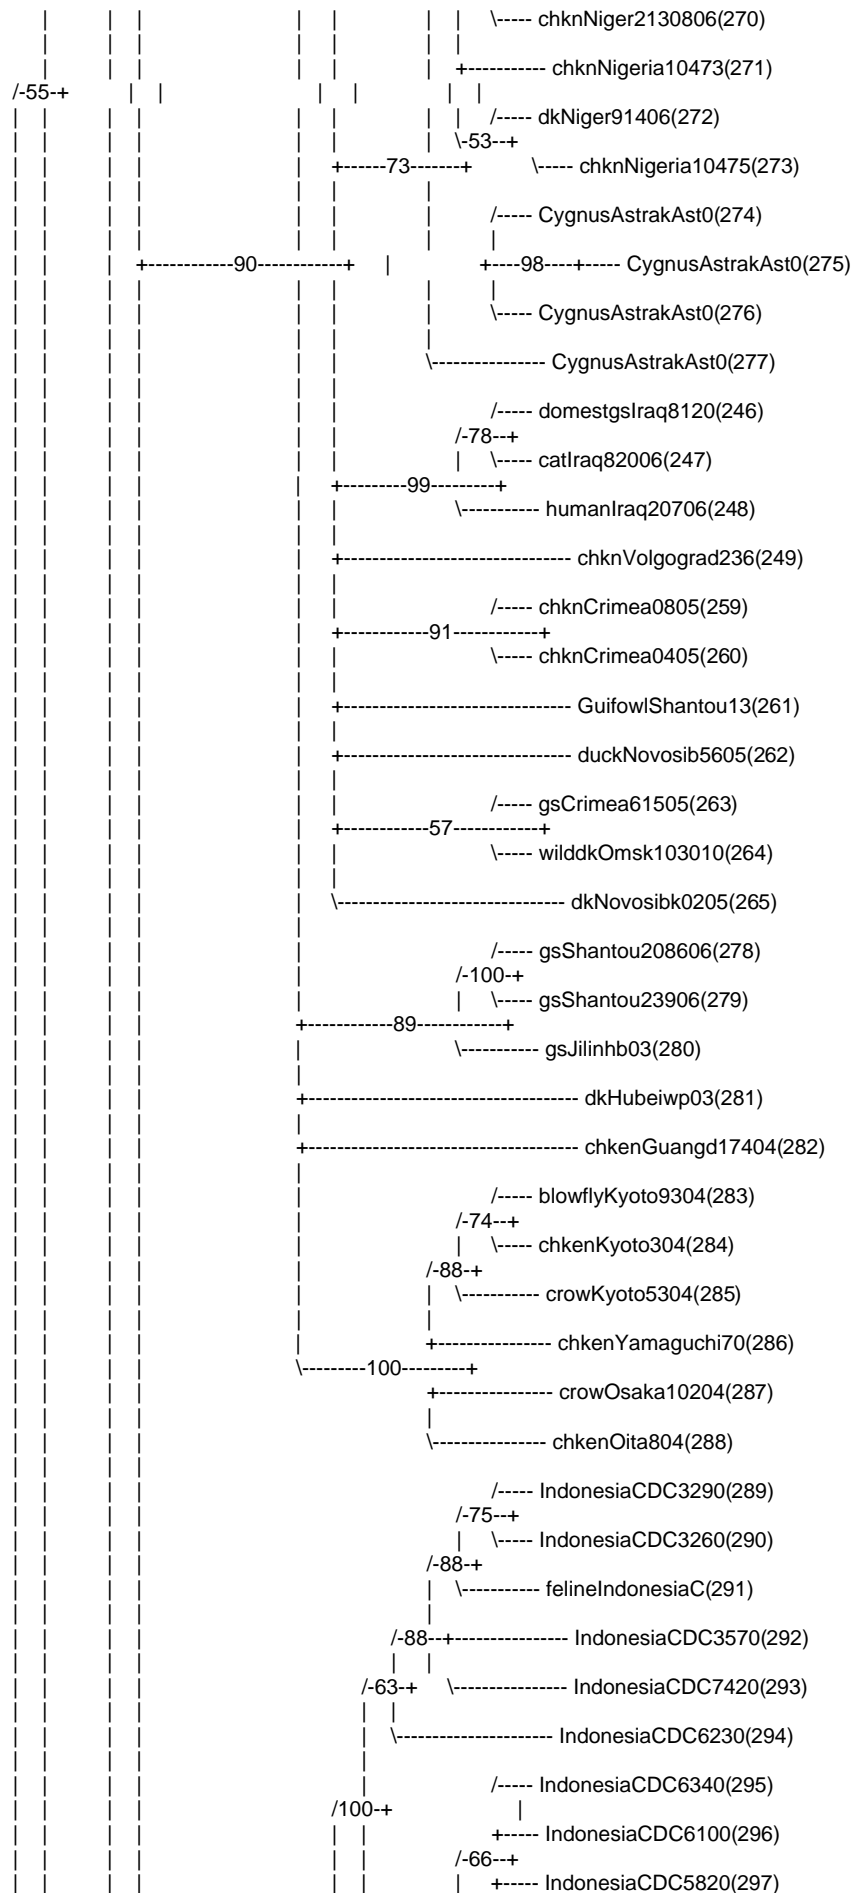 |     |   |     |   |     |   | \----- chknNiger2130806(270)
|     |   |     |   |     |   |
|     |   |     |   |     |   +----------- chknNigeria10473(271)
/-55-+     |   |     |   |     |   |
|   |     |   |     |   |     |   | /----- dkNiger91406(272)
|   |     |   |     |   |     | \-53--+
|   |     |   |     | +------73-------+   \----- chknNigeria10475(273)
|   |     |   |     |   |     |
|   |     |   |     |   |     |   /----- CygnusAstrakAst0(274)
|   |     |   |     |   |     |   |
|   |     | +------------90------------+   |     +----98----+----- CygnusAstrakAst0(275)
|   |     |   |     |   |     |   |
|   |     |   |     |   |     |   \----- CygnusAstrakAst0(276)
|   |     |   |     |   |     |
|   |     |   |     |   |     \---------------- CygnusAstrakAst0(277)
|   |     |   |     |   |
|   |     |   |     |   |     /----- domestgsIraq8120(246)
|   |     |   |     |   |   /-78--+
|   |     |   |     |   |   | \----- catIraq82006(247)
|   |     |   |     | +---------99---------+
|   |     |   |     |   |   \----------- humanIraq20706(248)
|   |     |   |     |   |
|   |     |   |     | +------------------------------- chknVolgograd236(249)
|   |     |   |     |   |
|   |     |   |     |   |     /----- chknCrimea0805(259)
|   |     |   |     | +------------91------------+
|   |     |   |     |   |     \----- chknCrimea0405(260)
|   |     |   |     |   |
|   |     |   |     | +------------------------------- GuifowlShantou13(261)
|   |     |   |     |   |
|   |     |   |     | +------------------------------- duckNovosib5605(262)
|   |     |   |     |   |
|   |     |   |     |   |     /----- gsCrimea61505(263)
|   |     |   |     | +------------57------------+
|   |     |   |     |   |     \----- wilddkOmsk103010(264)
|   |     |   |     |   |
|   |     |   |     | \------------------------------- dkNovosibk0205(265)
|   |     |   |     |
|   |     |   |     |     /----- gsShantou208606(278)
|   |     |   |     |   /-100-+
|   |     |   |     |   | \----- gsShantou23906(279)
|   |     |   |   +------------89------------+
|   |     |   |     |   \----------- gsJilinhb03(280)
|   |     |   |     |
|   |     |   |   +------------------------------------- dkHubeiwp03(281)
|   |     |   |     |
|   |     |   |   +------------------------------------- chkenGuangd17404(282)
|   |     |   |     |
|   |     |   |     |     /----- blowflyKyoto9304(283)
|   |     |   |     |   /-74--+
|   |     |   |     |   | \----- chkenKyoto304(284)
|   |     |   |     | /-88-+
|   |     |   |     | | \----------- crowKyoto5304(285)
|   |     |   |     | |
|   |     |   |     | +---------------- chkenYamaguchi70(286)
|   |     |   |   \---------100---------+
|   |     |   |       +---------------- crowOsaka10204(287)
|   |     |   |       |
|   |     |   |       \---------------- chkenOita804(288)
|   |     |   |
|   |     |   |     /----- IndonesiaCDC3290(289)
|   |     |   |     /-75--+
|   |     |   |     | \----- IndonesiaCDC3260(290)
|   |     |   |     /-88-+
|   |     |   |     | \----------- felineIndonesiaC(291)
|   |     |   |     |
|   |     |   |     /-88--+---------------- IndonesiaCDC3570(292)
|   |     |   |     | |
|   |     |   |     /-63-+ \---------------- IndonesiaCDC7420(293)
|   |     |   |     | |
|   |     |   |     | \---------------------- IndonesiaCDC6230(294)
|   |     |   |     |
|   |     |   |     |     /----- IndonesiaCDC6340(295)
|   |     |   |   /100-+     |
|   |     |   |   | |     +----- IndonesiaCDC6100(296)
|   |     |   |   | |   /-66--+
|   |     |   |   | |   | +----- IndonesiaCDC5820(297)